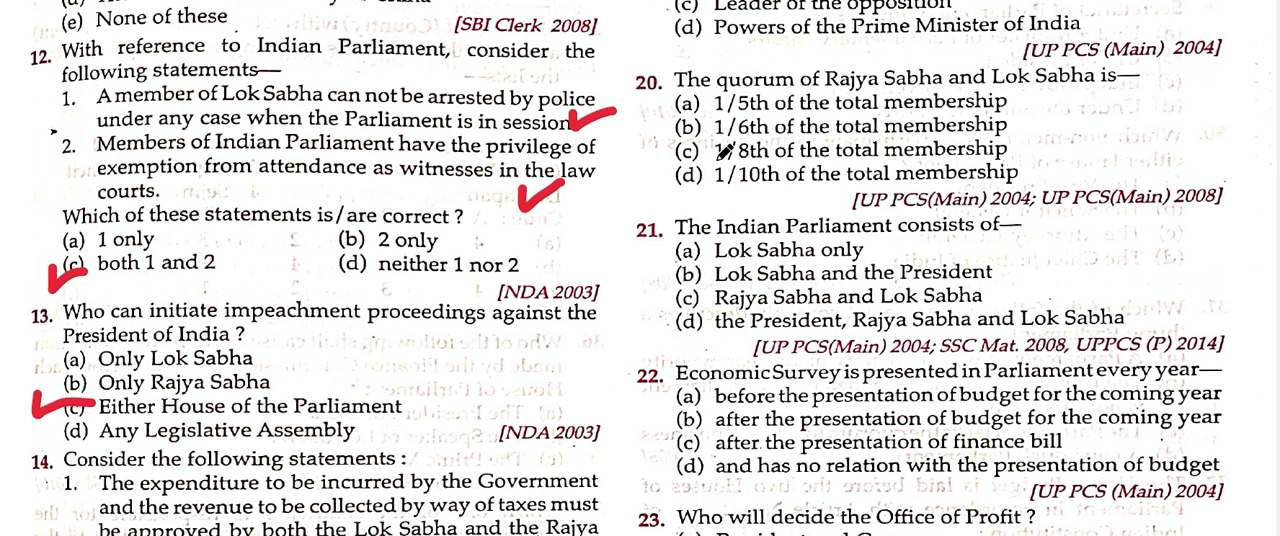 (e) None of these
[SBI Clerk 2008]
12. With reference to Indian Parliament, consider the
following statements—
1. A member of Lok Sabha can not be arrested by police
under any case when the Parliament is in session
2. Members of Indian Parliament have the privilege of
exemption from attendance as witnesses in the law
courts.
Which of these statements is/are correct ?
(a) 1 only (b) 2 only
(c) both 1 and 2 (d) neither 1 nor 2
[NDA 2003]
13. Who can initiate impeachment proceedings against the
President of India ?
(a) Only Lok Sabha
(b) Only Rajya Sabha
(c) Either House of the Parliament
(d) Any Legislative Assembly [NDA 2003]
14. Consider the following statements :
1. The expenditure to be incurred by the Government
and the revenue to be collected by way of taxes must
be approved by both the Lok Sabha and the Rajya
(c) Leader of the opposition
(d) Powers of the Prime Minister of India
[UP PCS (Main) 2004]
20. The quorum of Rajya Sabha and Lok Sabha is—
(a) 1/5th of the total membership
(b) 1/6th of the total membership
(c) 8th of the total membership
(d) 1/10th of the total membership
[UP PCS(Main) 2004; UP PCS(Main) 2008]
21. The Indian Parliament consists of—
(a) Lok Sabha only
(b) Lok Sabha and the President
(c) Rajya Sabha and Lok Sabha
(d) the President, Rajya Sabha and Lok Sabha
[UP PCS(Main) 2004; SSC Mat. 2008, UPPCS (P) 2014]
22. Economic Survey is presented in Parliament every year—
(a) before the presentation of budget for the coming year
(b) after the presentation of budget for the coming year
(c) after the presentation of finance bill
(d) and has no relation with the presentation of budget
[UP PCS (Main) 2004]
23. Who will decide the Office of Profit ?